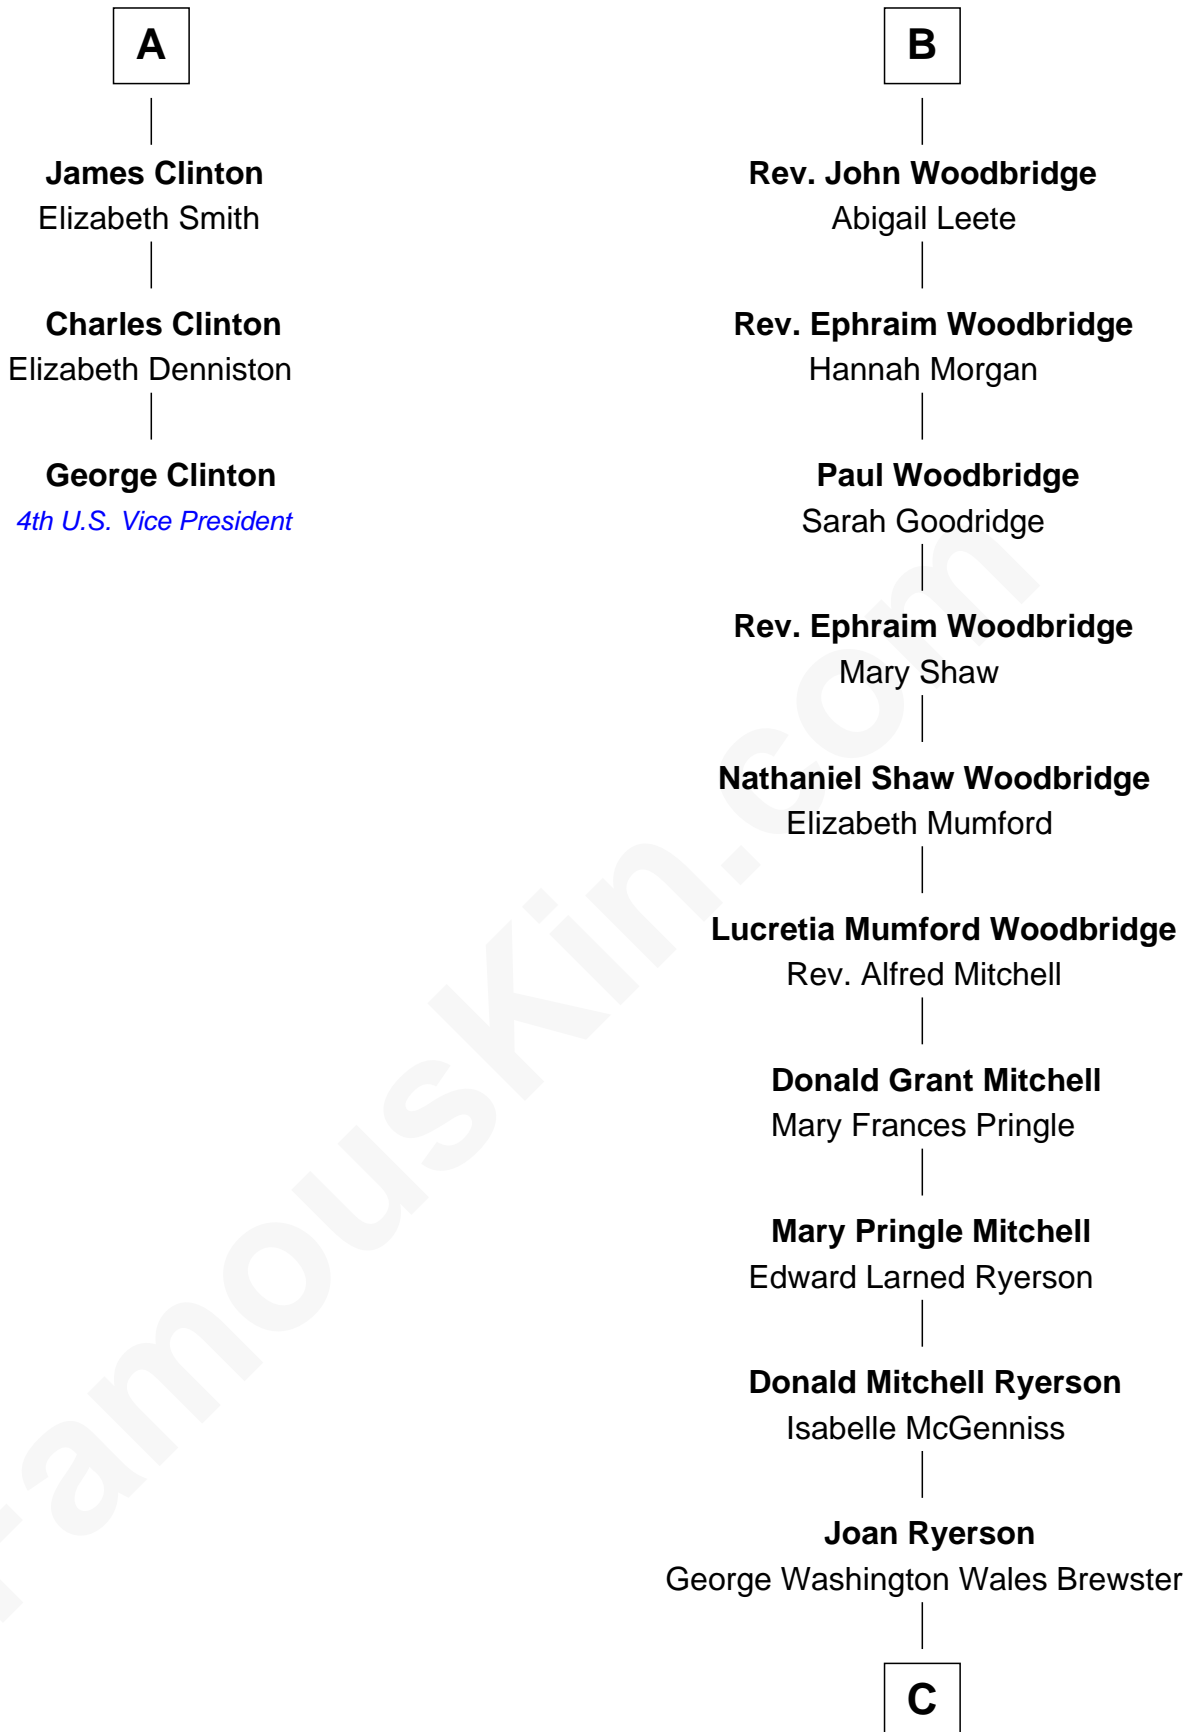 A
James Clinton
Elizabeth Smith
Charles Clinton
Elizabeth Denniston
George Clinton
4th U.S. Vice President
B
Rev. John Woodbridge
Abigail Leete
Rev. Ephraim Woodbridge
Hannah Morgan
Paul Woodbridge
Sarah Goodridge
Rev. Ephraim Woodbridge
Mary Shaw
Nathaniel Shaw Woodbridge
Elizabeth Mumford
Lucretia Mumford Woodbridge
Rev. Alfred Mitchell
Donald Grant Mitchell
Mary Frances Pringle
Mary Pringle Mitchell
Edward Larned Ryerson
Donald Mitchell Ryerson
Isabelle McGenniss
Joan Ryerson
George Washington Wales Brewster
C
FamousKin.com